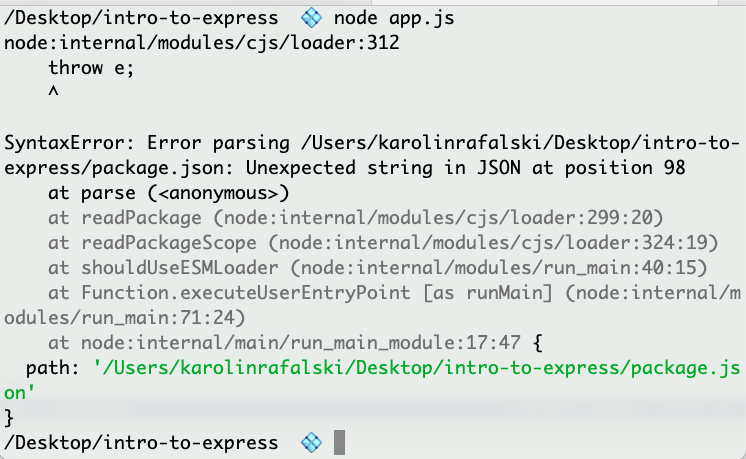 /Desktop/intro-to-express 💠 node app.js
node:internal/modules/cjs/loader:312
    throw e;
    ^

SyntaxError: Error parsing /Users/karolinrafalski/Desktop/intro-to-
express/package.json: Unexpected string in JSON at position 98
    at parse (<anonymous>)
    at readPackage (node:internal/modules/cjs/loader:299:20)
    at readPackageScope (node:internal/modules/cjs/loader:324:19)
    at shouldUseESMLoader (node:internal/modules/run_main:40:15)
    at Function.executeUserEntryPoint [as runMain] (node:internal/m
odules/run_main:71:24)
    at node:internal/main/run_main_module:17:47 {
  path: '/Users/karolinrafalski/Desktop/intro-to-express/package.js
on'
}
/Desktop/intro-to-express 💠